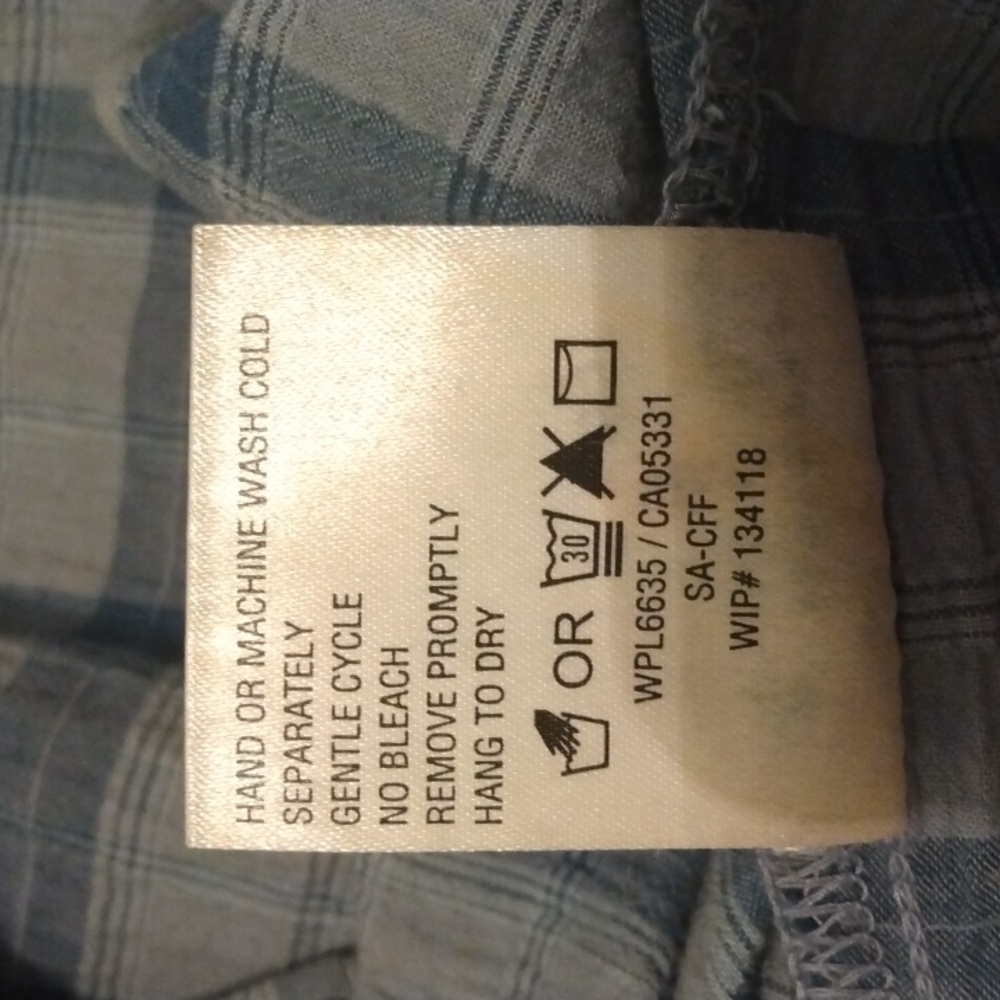 HAND OR MACHINE WASH COLD
SEPARATELY
GENTLE CYCLE
NO BLEACH
REMOVE PROMPTLY
HANG TO DRY
OR 30
WPL6635 / CA05331
SA-CFF
WIP# 134118